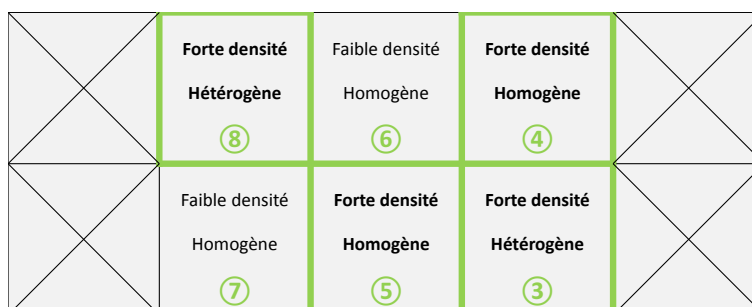 Forte densité
Hétérogène
⑧
Faible densité
Homogène
⑥
Forte densité
Homogène
④
Faible densité
Homogène
⑦
Forte densité
Homogène
⑤
Forte densité
Hétérogène
③